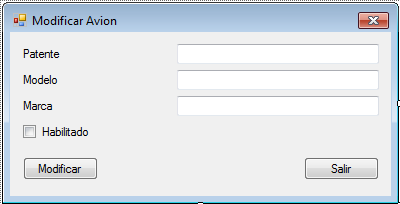 Modificar Avion
Patente
Modelo
Marca
Habilitado
Modificar Salir